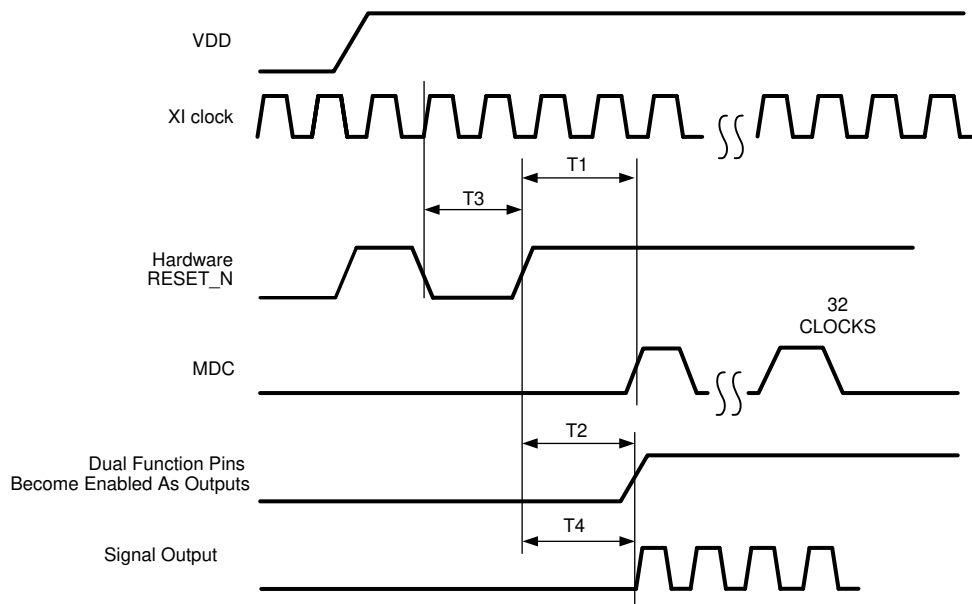 VDD
XI clock
T1
T3
Hardware
RESET_N
32
CLOCKS
MDC
T2
Dual Function Pins
Become Enabled As Outputs
T4
Signal Output